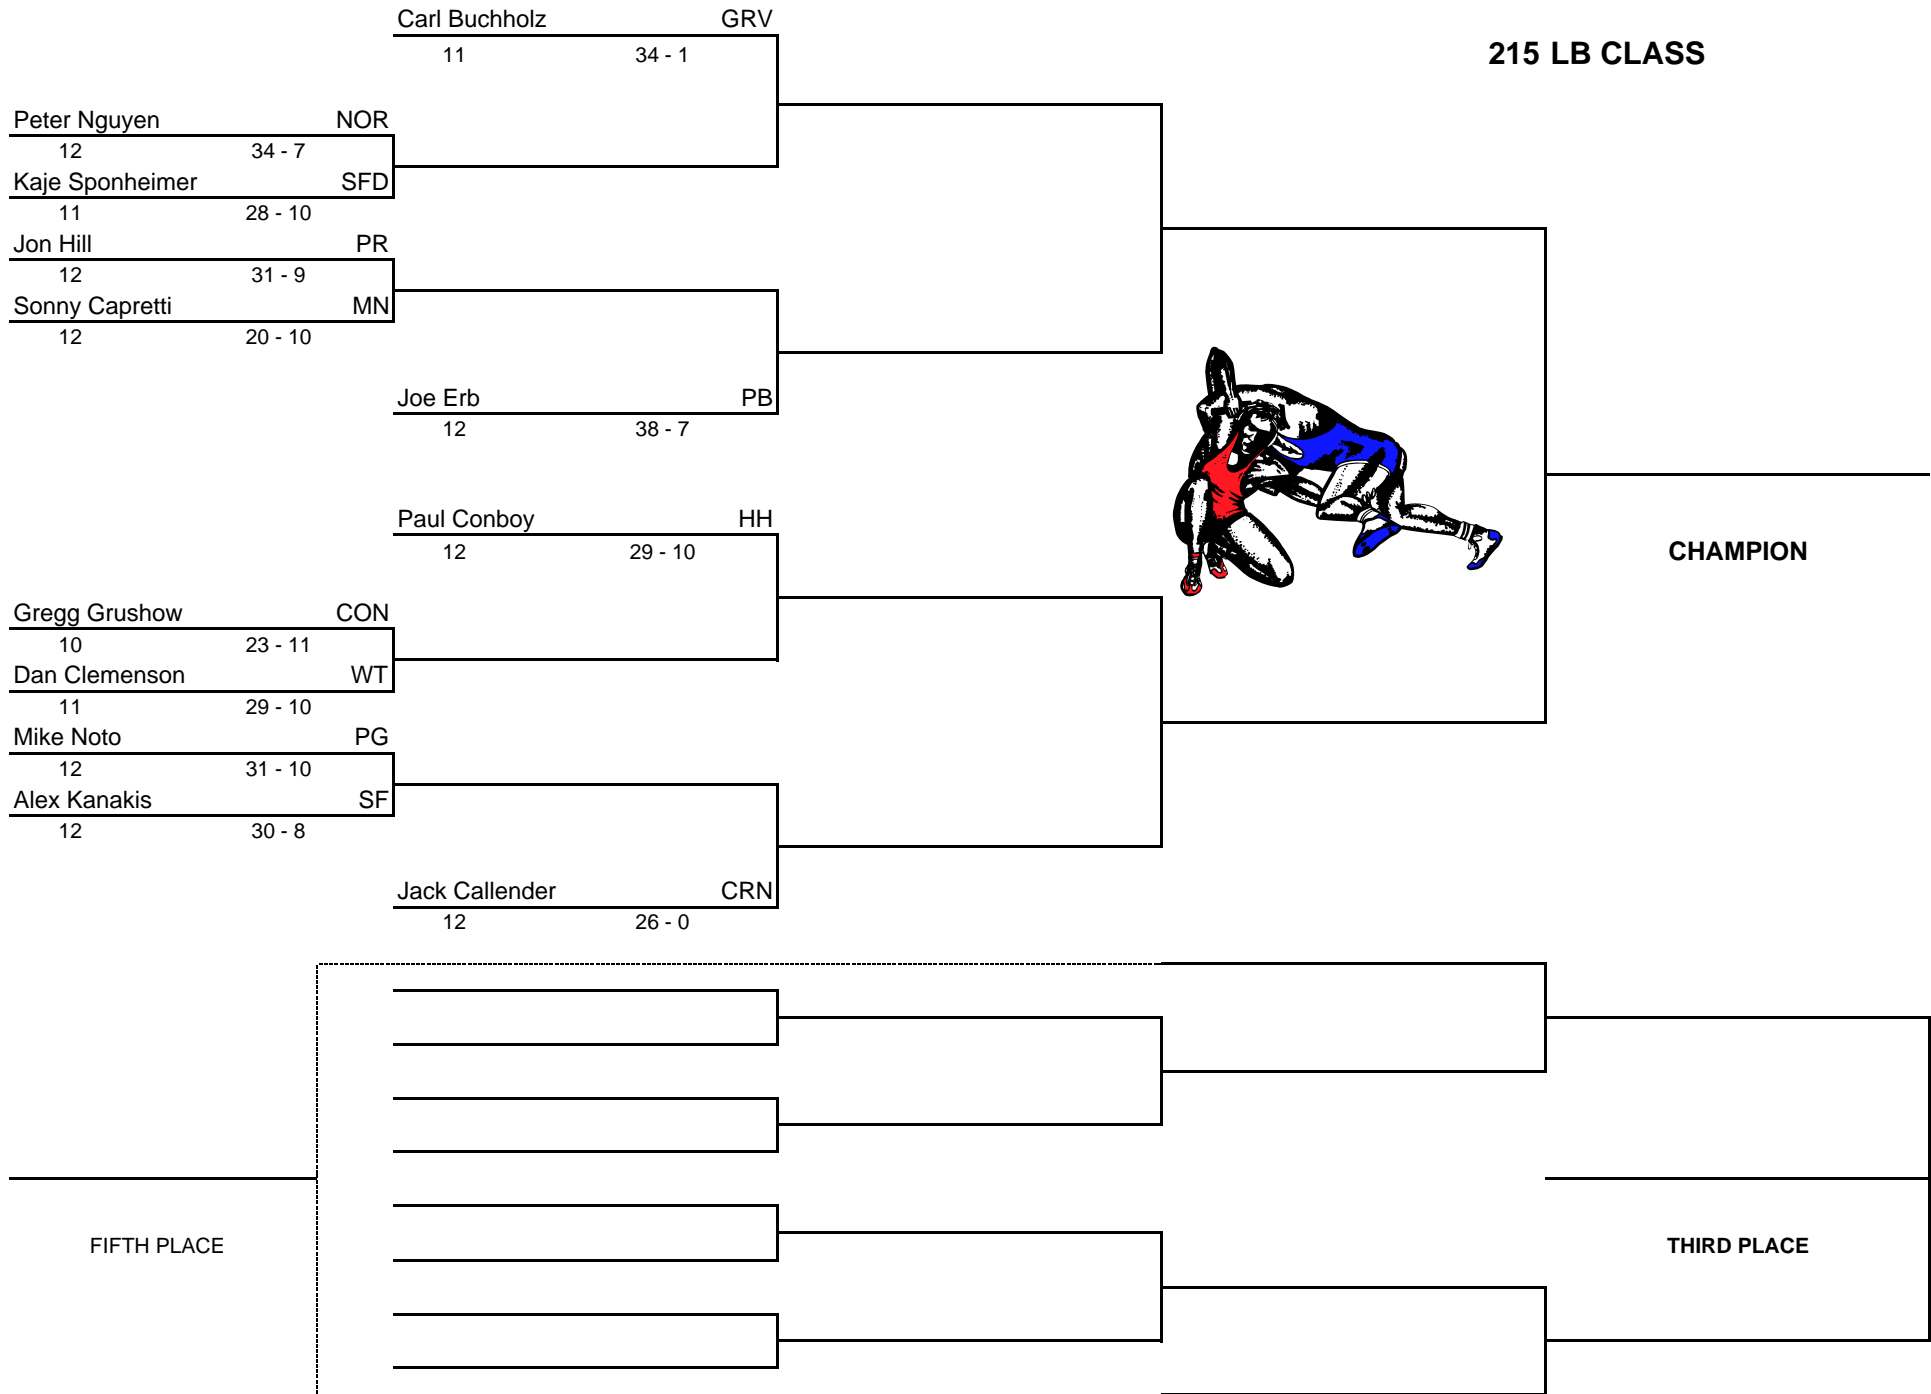 Carl Buchholz GRV
11 34 - 1
215 LB CLASS
Peter Nguyen NOR
12 34 - 7
Kaje Sponheimer SFD
11 28 - 10
Jon Hill PR
12 31 - 9
Sonny Capretti MN
12 20 - 10
Joe Erb PB
12 38 - 7
Paul Conboy HH
12 29 - 10
CHAMPION
Gregg Grushow CON
10 23 - 11
Dan Clemenson WT
11 29 - 10
Mike Noto PG
12 31 - 10
Alex Kanakis SF
12 30 - 8
Jack Callender CRN
12 26 - 0
FIFTH PLACE
THIRD PLACE